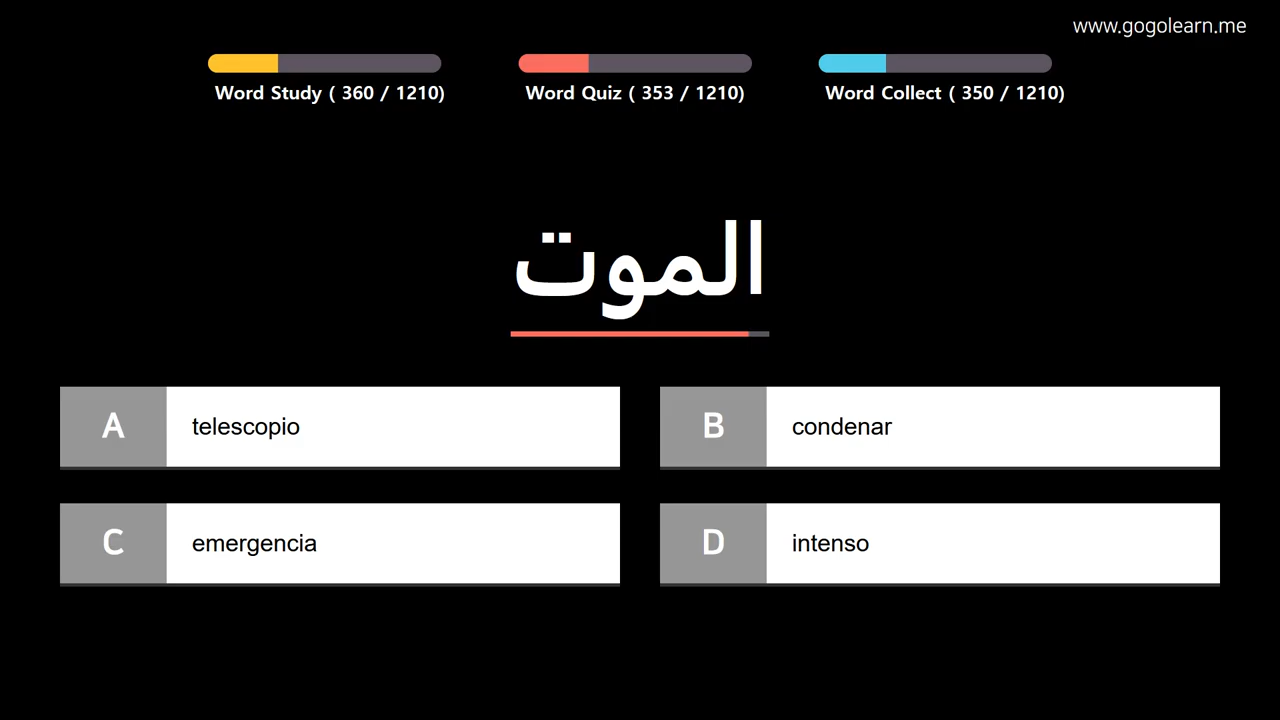 www.gogolearn.me
Word Study ( 360 / 1210)
Word Quiz ( 353 / 1210)
Word Collect ( 350 / 1210)
الموت
A telescopio
B condenar
C emergencia
D intenso